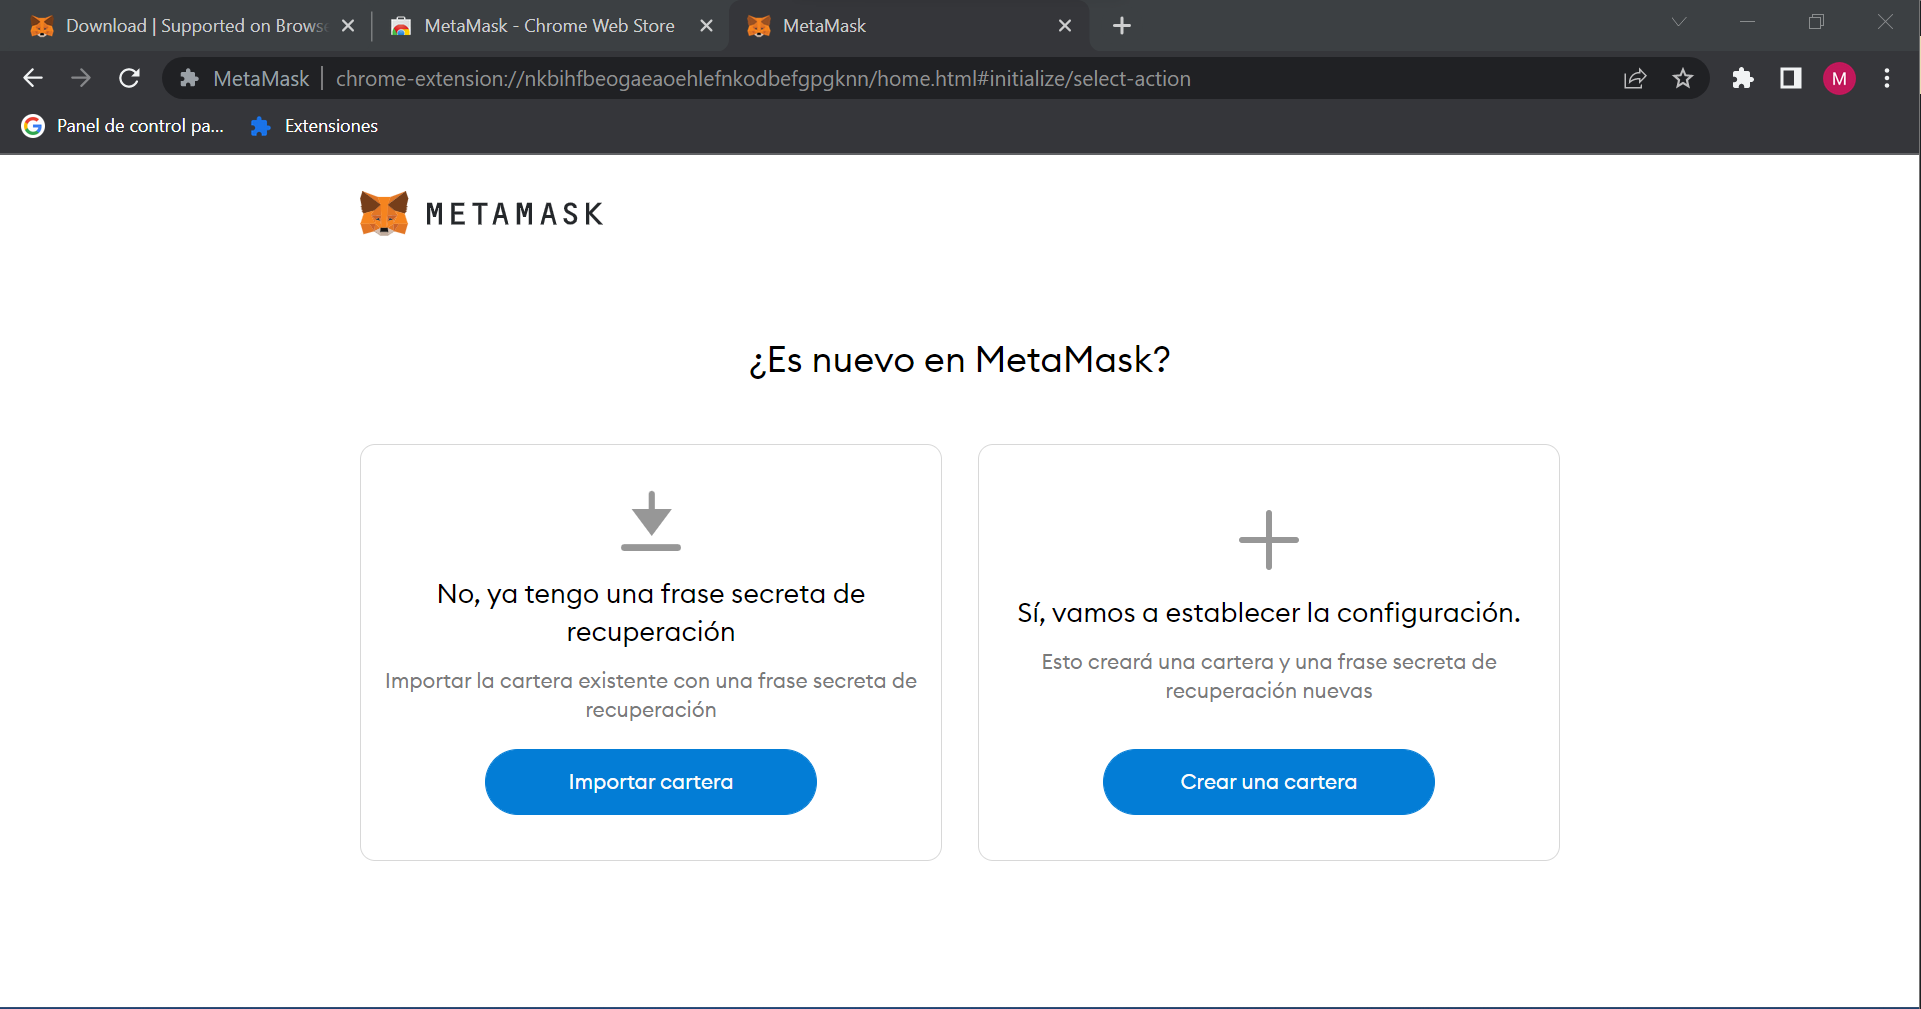 Download | Supported on Brows
MetaMask - Chrome Web Store
MetaMask
MetaMask | chrome-extension://nkbihfbeogaeaoehlefnkodbefgpgknn/home.html#initialize/select-action
M
Panel de control pa...
Extensiones
METAMASK
¿Es nuevo en MetaMask?
No, ya tengo una frase secreta de
recuperación
Importar la cartera existente con una frase secreta de
recuperación
Importar cartera
Sí, vamos a establecer la configuración.
Esto creará una cartera y una frase secreta de
recuperación nuevas
Crear una cartera